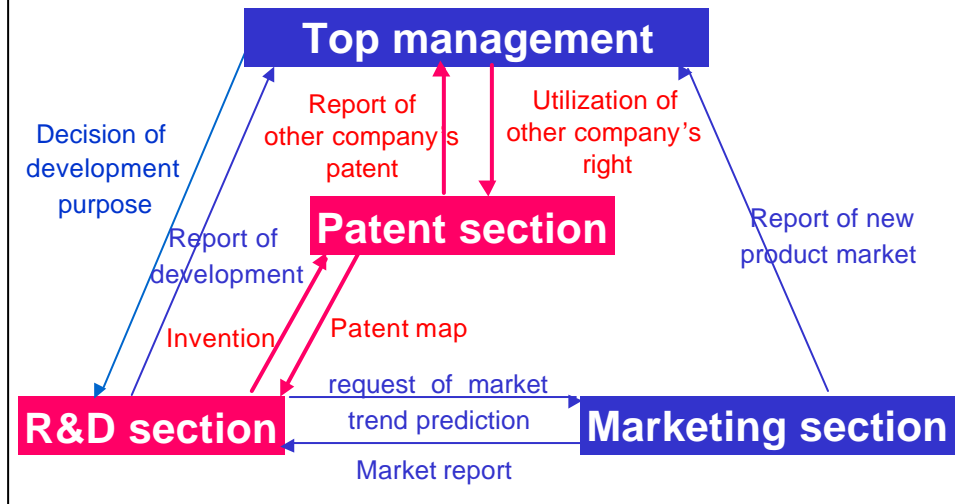 Top management
Report of
other company's
patent
Utilization of
other company's
right
Decision of
development
purpose
Patent section
Report of
development
Report of new
product market
Invention
Patent map
request of market
trend prediction
R&D section
Marketing section
Market report